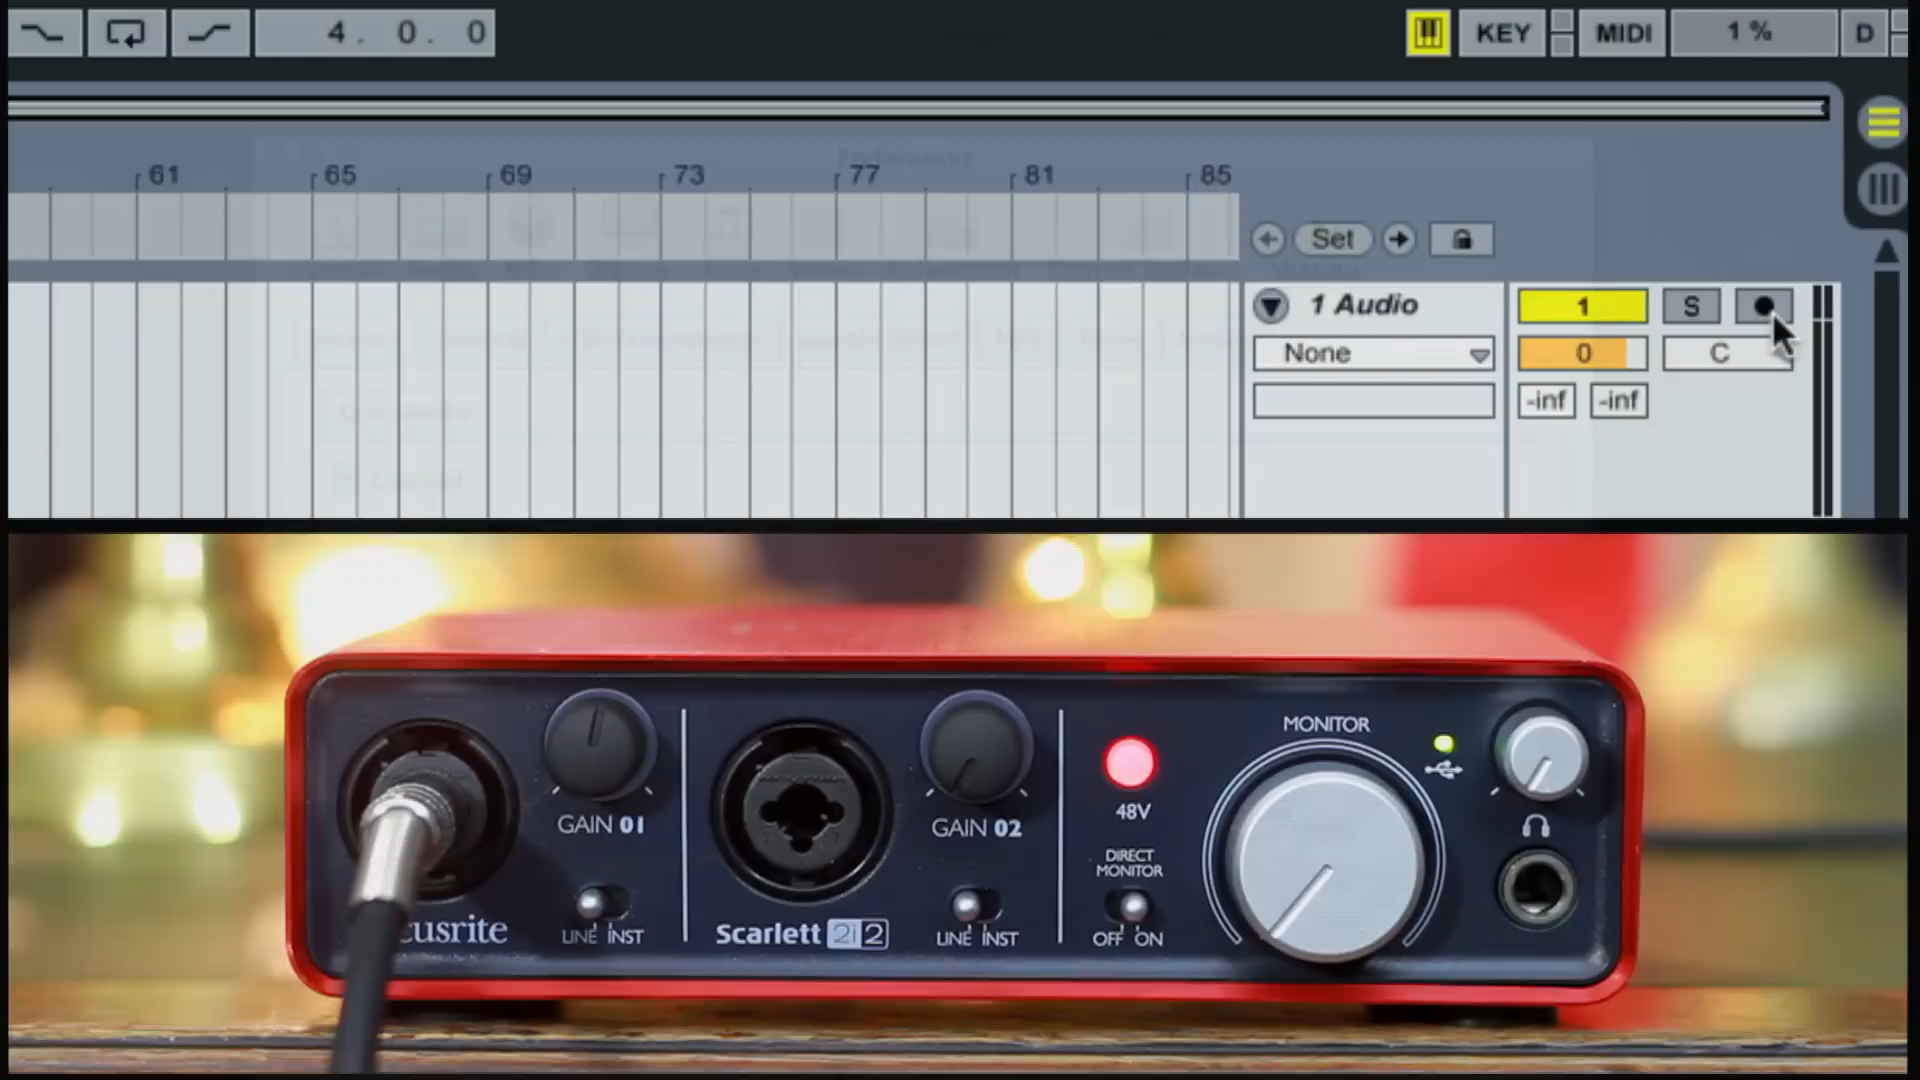 4. 0. 0
KEY
MIDI
1 %
D
61
65
69
73
77
81
85
Set
1 Audio
1
S
None
0
C
-inf
-inf
MONITOR
GAIN 01
GAIN 02
48V
DIRECT
MONITOR
cusrite
LINE INST
Scarlett 2i2
LINE INST
OFF ON